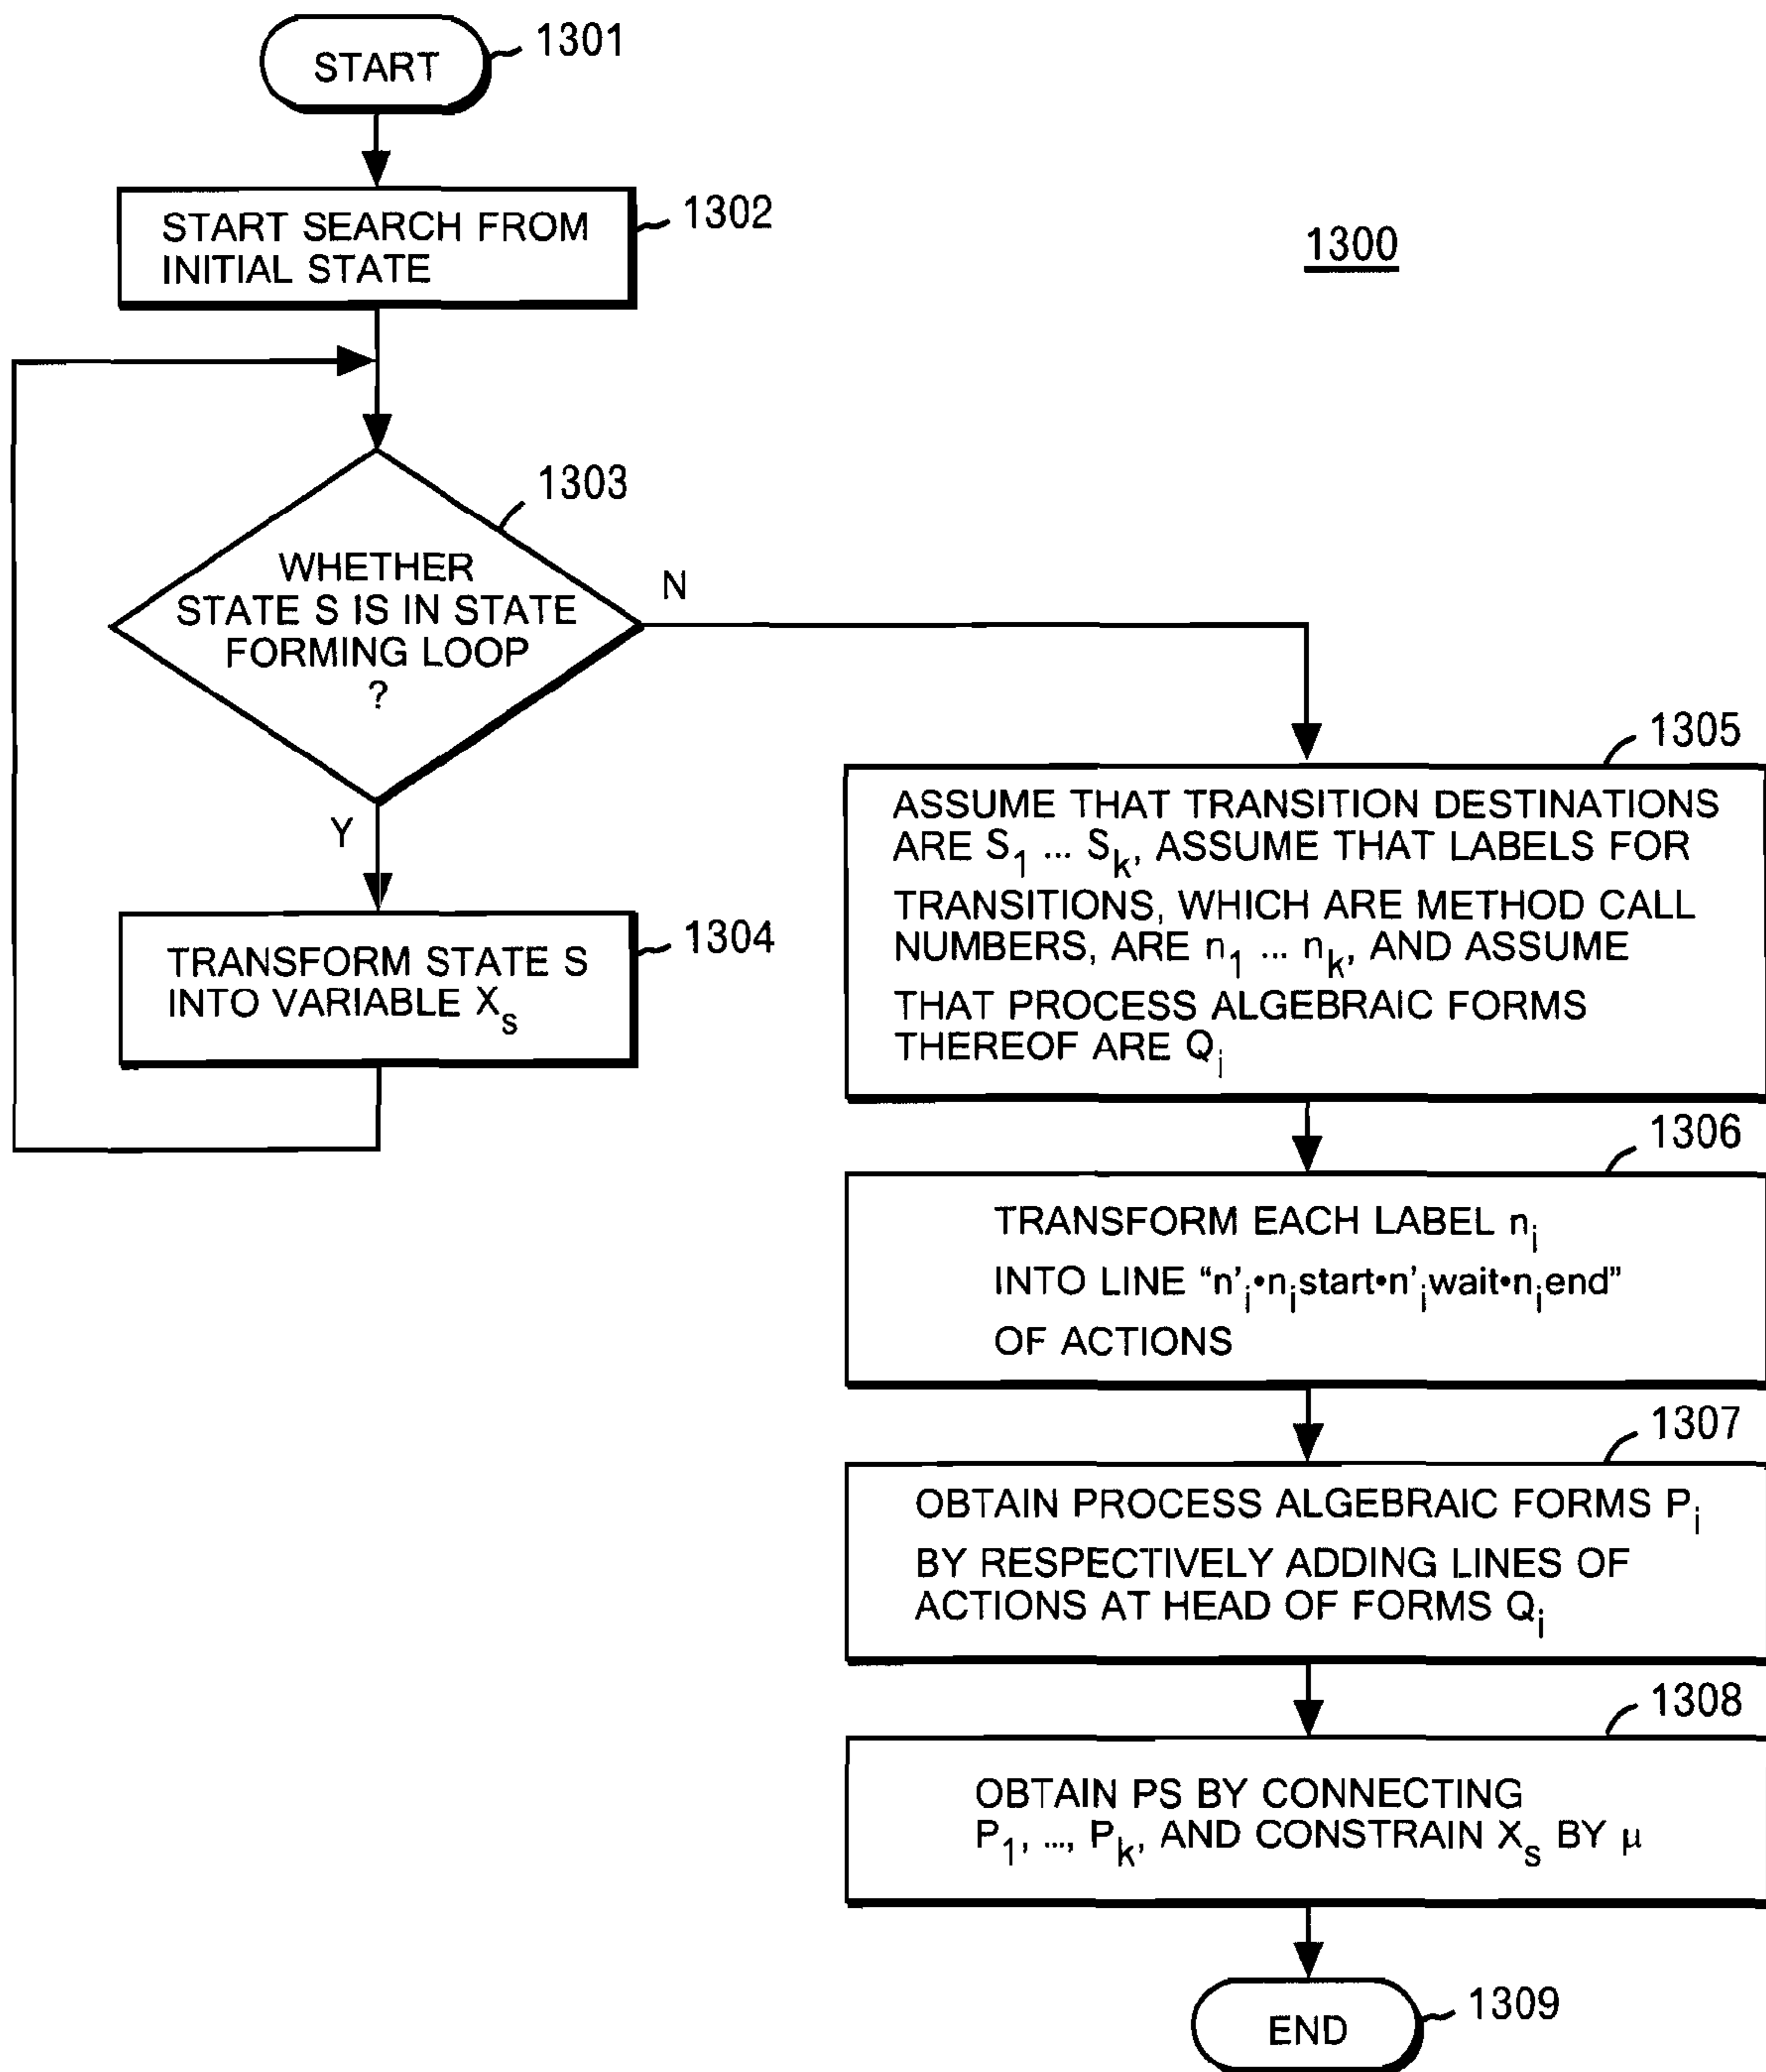 START
1301
START SEARCH FROM
INITIAL STATE
1302
1300
1303
WHETHER
STATE S IS IN STATE
FORMING LOOP
?
N
Y
TRANSFORM STATE S
INTO VARIABLE Xs
1304
1305
ASSUME THAT TRANSITION DESTINATIONS
ARE S1 ... Sk, ASSUME THAT LABELS FOR
TRANSITIONS, WHICH ARE METHOD CALL
NUMBERS, ARE n1 ... nk, AND ASSUME
THAT PROCESS ALGEBRAIC FORMS
THEREOF ARE Qi
1306
TRANSFORM EACH LABEL ni
INTO LINE “n'i•nistart•n'iwait•niend”
OF ACTIONS
1307
OBTAIN PROCESS ALGEBRAIC FORMS Pi
BY RESPECTIVELY ADDING LINES OF
ACTIONS AT HEAD OF FORMS Qi
1308
OBTAIN PS BY CONNECTING
P1, ..., Pk, AND CONSTRAIN Xs BY μ
END
1309